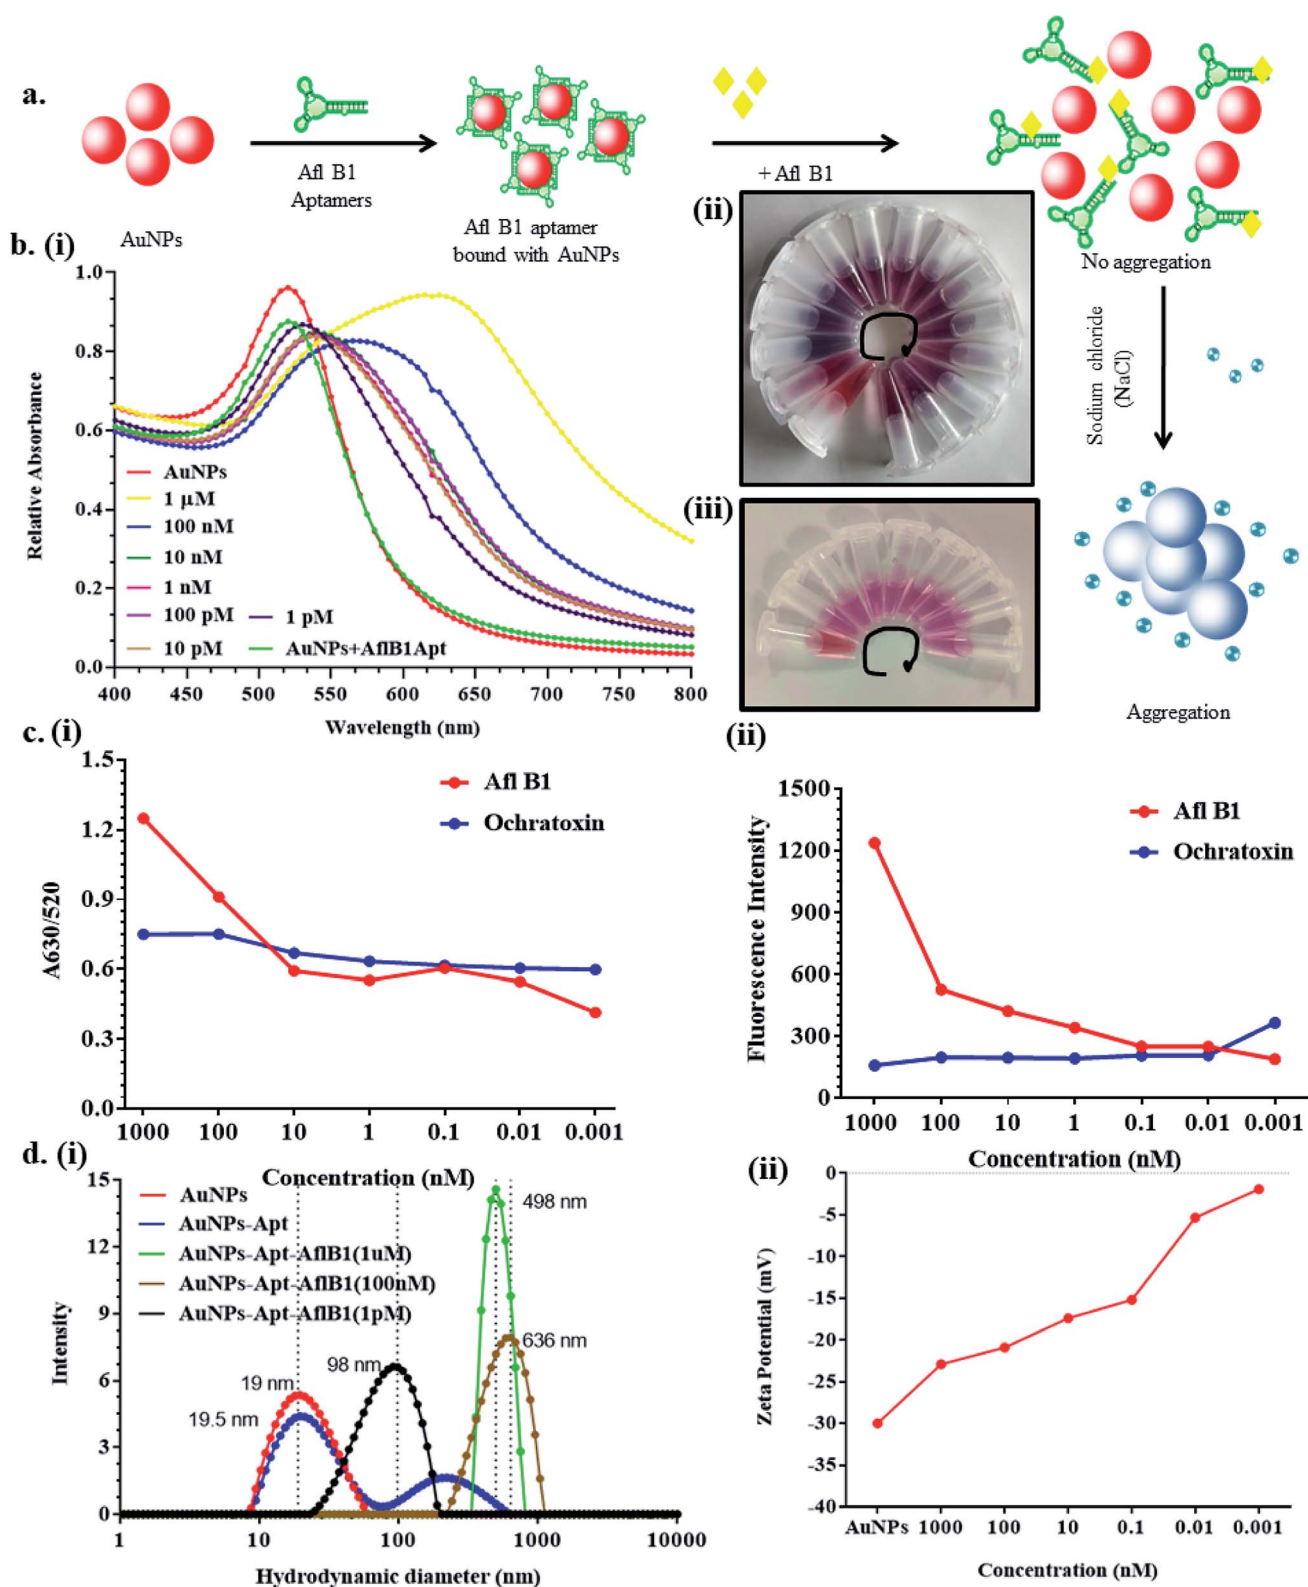 a.
AuNPs
Afl B1
Aptamers
Afl B1 aptamer
bound with AuNPs
+ Afl B1
No aggregation
Sodium chloride
(NaCl)
Aggregation
b. (i)
1.0
0.8
0.6
0.4
0.2
0.0
Relative Absorbance
AuNPs
1 µM
100 nM
10 nM
1 nM
100 pM
10 pM
1 pM
AuNPs+AflB1Apt
400 450 500 550 600 650 700 750 800
Wavelength (nm)
(ii)
(iii)
c. (i)
1.5
1.2
0.9
0.6
0.3
0.0
A630/520
Afl B1
Ochratoxin
1000 100 10 1 0.1 0.01 0.001
Concentration (nM)
(ii)
1500
1200
900
600
300
0
Fluorescence Intensity
Afl B1
Ochratoxin
1000 100 10 1 0.1 0.01 0.001
Concentration (nM)
d. (i)
15
12
9
6
3
0
Intensity
AuNPs
AuNPs-Apt
AuNPs-Apt-AflB1(1uM)
AuNPs-Apt-AflB1(100nM)
AuNPs-Apt-AflB1(1pM)
498 nm
636 nm
98 nm
19 nm
19.5 nm
1 10 100 1000 10000
Hydrodynamic diameter (nm)
(ii)
0
-5
-10
-15
-20
-25
-30
-35
-40
Zeta Potential (mV)
AuNPs 1000 100 10 0.1 0.01 0.001
Concentration (nM)